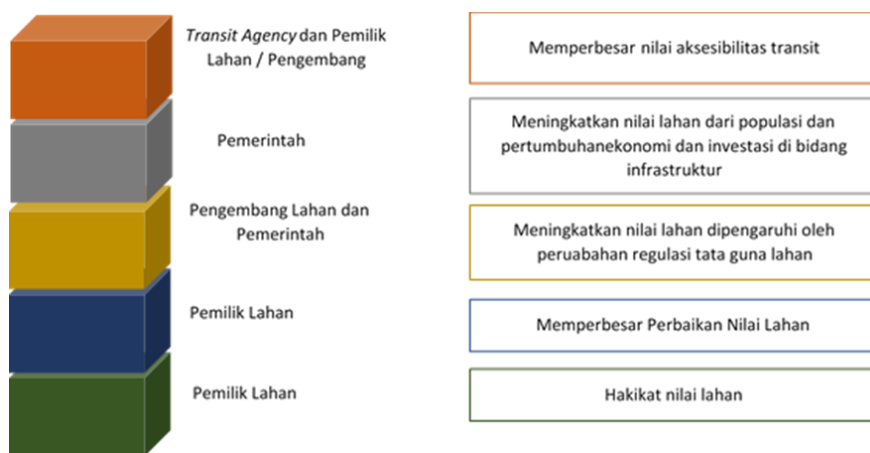 Transit Agency dan Pemilik
Lahan / Pengembang
Memperbesar nilai aksesibilitas transit
Pemerintah
Meningkatkan nilai lahan dari populasi dan
pertumbuhanekonomi dan investasi di bidang
infrastruktur
Pengembang Lahan dan
Pemerintah
Meningkatkan nilai lahan dipengaruhi oleh
peruabahan regulasi tata guna lahan
Pemilik Lahan
Memperbesar Perbaikan Nilai Lahan
Pemilik Lahan
Hakikat nilai lahan